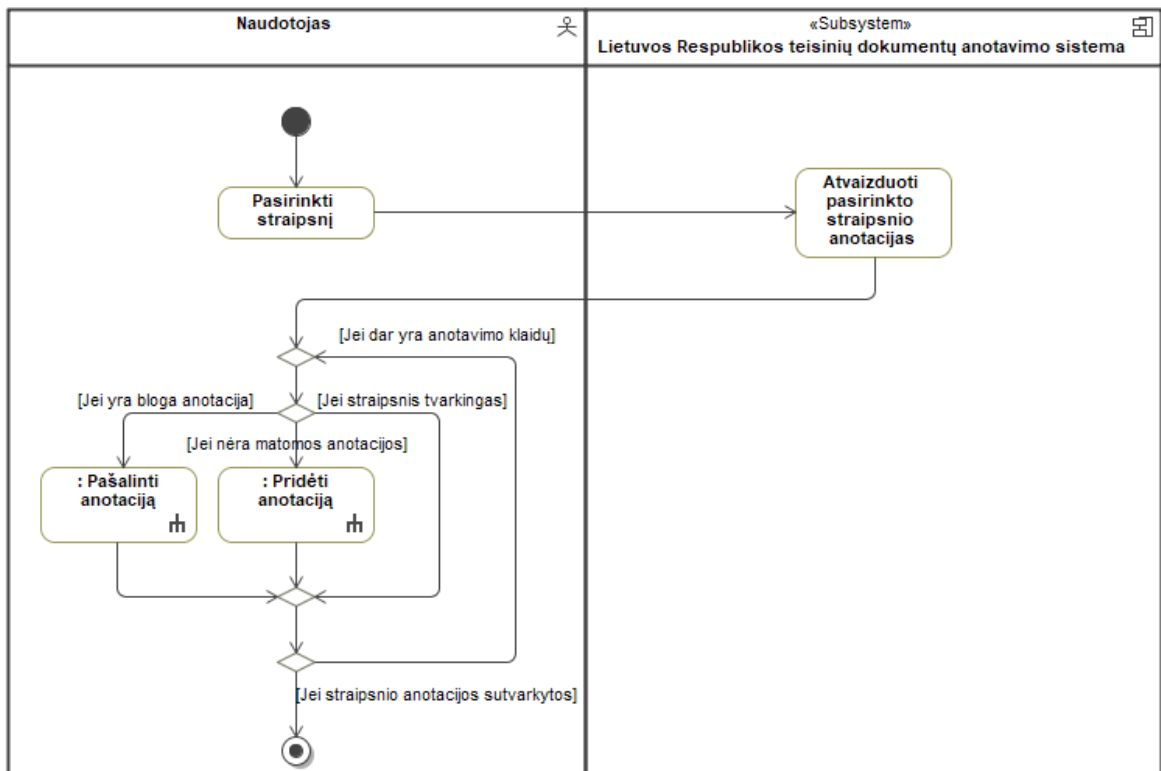 Naudotojas
«Subsystem»
Lietuvos Respublikos teisinių dokumentų anotavimo sistema
Pasirinkti
straipsnį
Atvaizduoti
pasirinkto
straipsnio
anotacijas
[Jei dar yra anotavimo klaidų]
[Jei yra bloga anotacija]
[Jei straipsnis tvarkingas]
[Jei nėra matomos anotacijos]
: Pašalinti
anotaciją
: Pridėti
anotaciją
[Jei straipsnio anotacijos sutvarkytos]